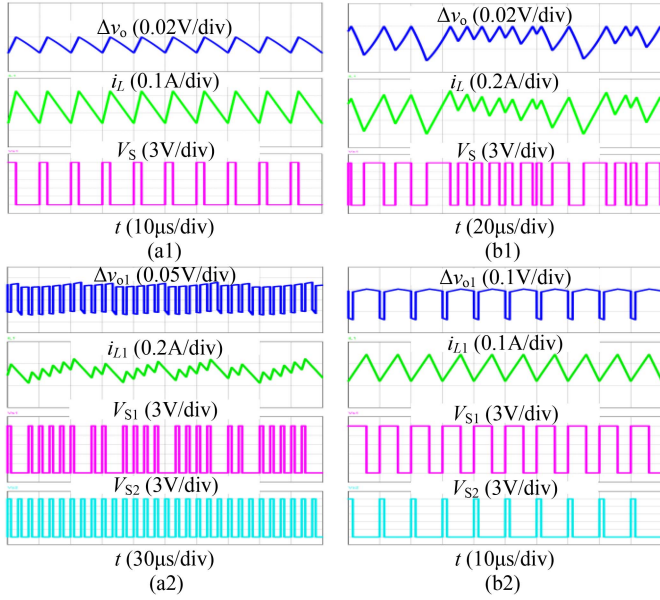 Δvo (0.02V/div)
iL (0.1A/div)
VS (3V/div)
t (10μs/div)
(a1)
Δvo (0.02V/div)
iL (0.2A/div)
VS (3V/div)
t (20μs/div)
(b1)
Δvo1 (0.05V/div)
iL1 (0.2A/div)
VS1 (3V/div)
VS2 (3V/div)
t (30μs/div)
(a2)
Δvo1 (0.1V/div)
iL1 (0.1A/div)
VS1 (3V/div)
VS2 (3V/div)
t (10μs/div)
(b2)